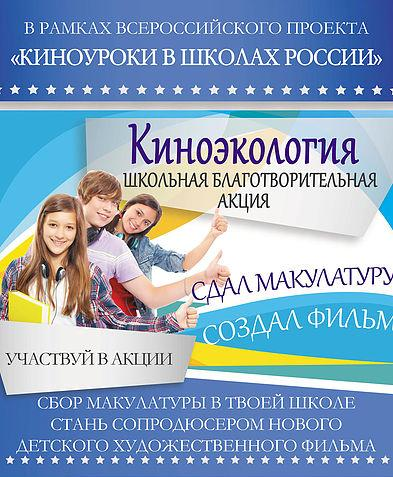 В РАМКАХ ВСЕРОССИЙСКОГО ПРОЕКТА
«КИНОУРОКИ В ШКОЛАХ РОССИИ»
Киноэкология
ШКОЛЬНАЯ БЛАГОТВОРИТЕЛЬНАЯ
АКЦИЯ
СДАЛ МАКУЛАТУРУ
СОЗДАЛ ФИЛЬМ
УЧАСТВУЙ В АКЦИИ
СБОР МАКУЛАТУРЫ В ТВОЕЙ ШКОЛЕ
СТАНЬ СОПРОДЮСЕРОМ НОВОГО
ДЕТСКОГО ХУДОЖЕСТВЕННОГО ФИЛЬМА